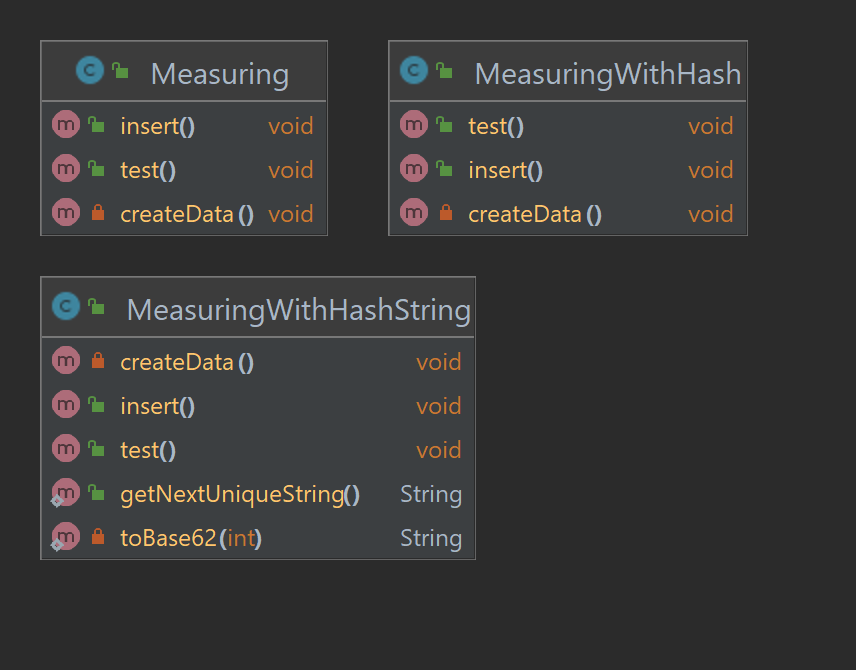 Measuring
insert() void
test() void
createData() void
MeasuringWithHash
test() void
insert() void
createData() void
MeasuringWithHashString
createData() void
insert() void
test() void
getNextUniqueString() String
toBase62(int) String